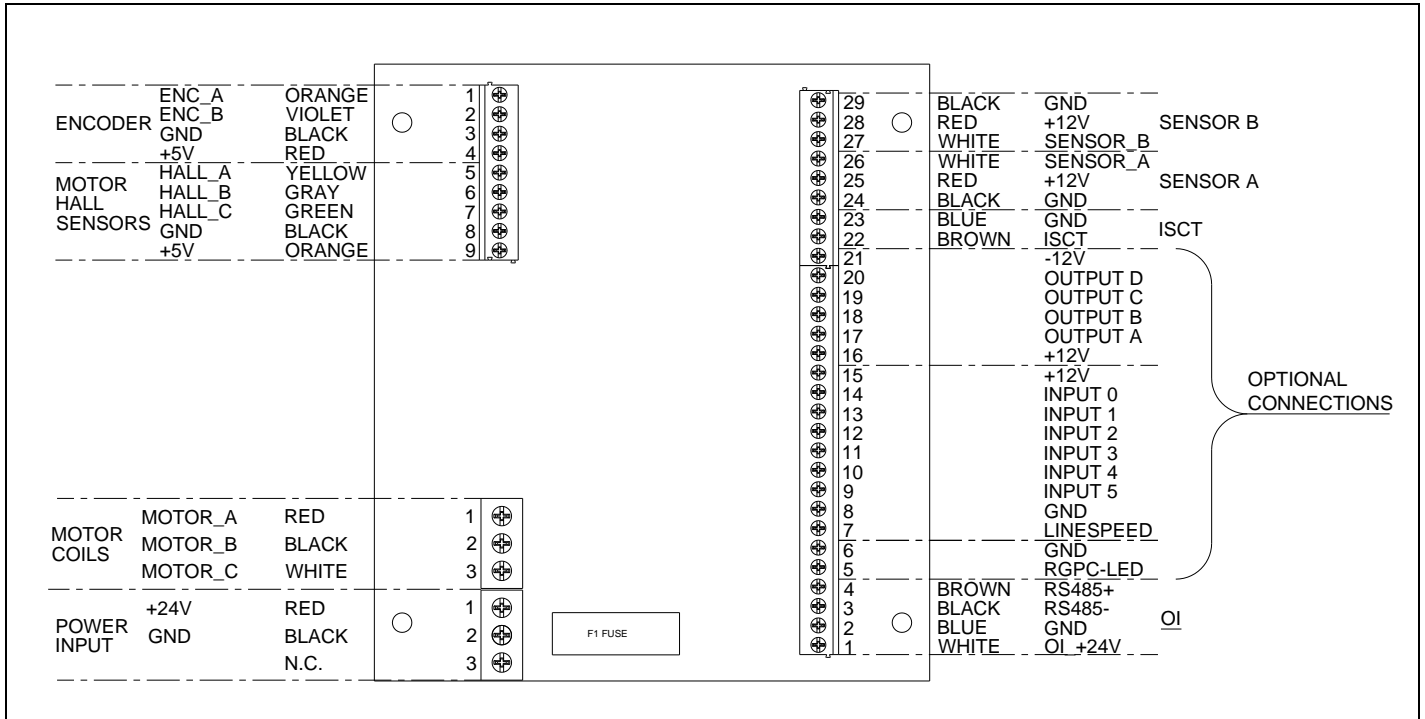 ENCODER
ENC_A ORANGE 1
ENC_B VIOLET 2
GND BLACK 3
+5V RED 4
MOTOR HALL SENSORS
HALL_A YELLOW 5
HALL_B GRAY 6
HALL_C GREEN 7
GND BLACK 8
+5V ORANGE 9
MOTOR COILS
MOTOR_A RED 1
MOTOR_B BLACK 2
MOTOR_C WHITE 3
POWER INPUT
+24V RED 1
GND BLACK 2
N.C. 3
F1 FUSE
29 BLACK GND
28 RED +12V SENSOR B
27 WHITE SENSOR_B
26 WHITE SENSOR_A
25 RED +12V SENSOR A
24 BLACK GND
23 BLUE GND ISCT
22 BROWN ISCT
21 -12V
20 OUTPUT D
19 OUTPUT C
18 OUTPUT B
17 OUTPUT A
16 +12V
15 +12V
14 INPUT 0
13 INPUT 1
12 INPUT 2
11 INPUT 3
10 INPUT 4
9 INPUT 5
8 GND
7 LINESPEED
6 GND
5 RGPC-LED
OPTIONAL
CONNECTIONS
4 BROWN RS485+
3 BLACK RS485-
2 BLUE GND OI
1 WHITE OI_+24V